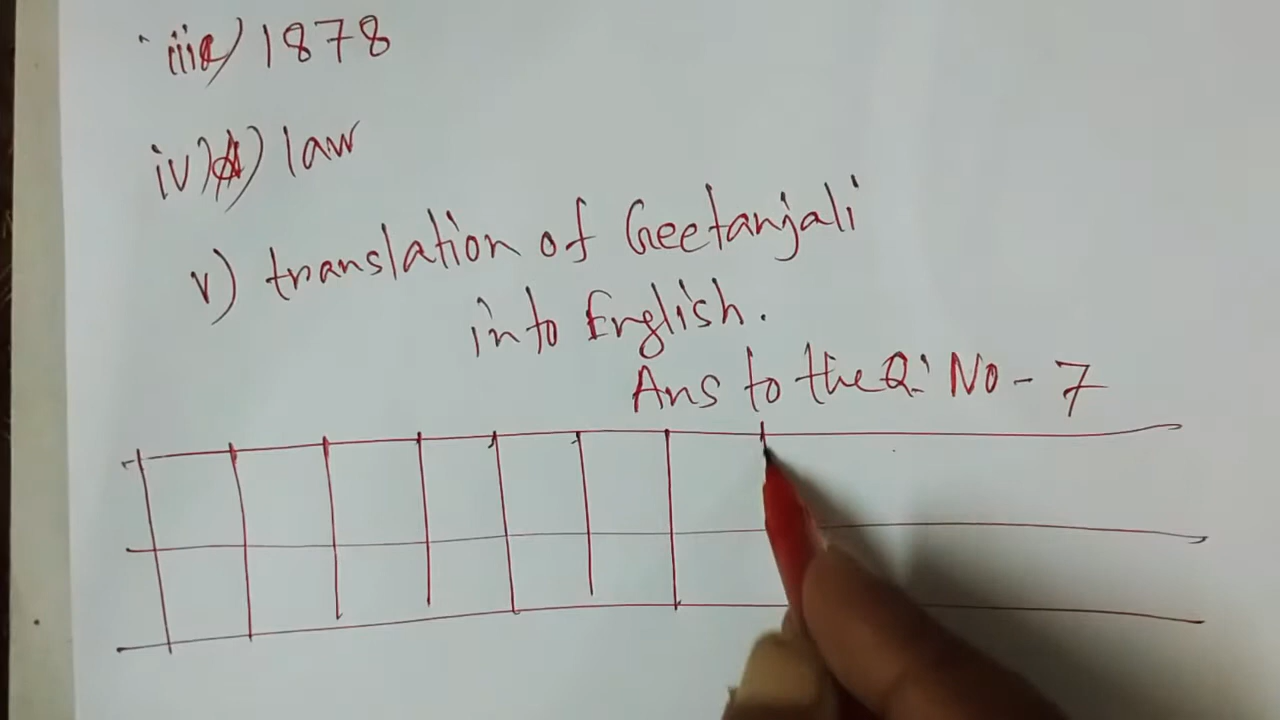 iii) 1878
iv) law
v) translation of Geetanjali
into English.
Ans to the Q. No - 7